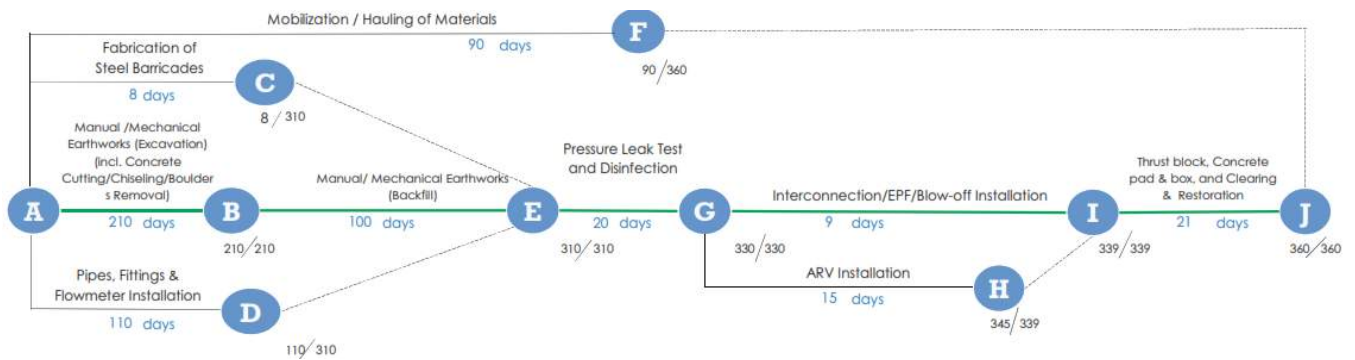 Mobilization / Hauling of Materials
F
90 days
90/360
Fabrication of
Steel Barricades
C
8 days
8/310
Manual /Mechanical
Earthworks (Excavation)
(incl. Concrete
Cutting/Chiseling/Boulder
s Removal)
A
210 days
B
210/210
Manual/ Mechanical Earthworks
(Backfill)
100 days
E
310/310
Pressure Leak Test
and Disinfection
20 days
G
330/330
Interconnection/EPF/Blow-off Installation
9 days
I
339/339
Thrust block, Concrete
pad & box, and Clearing
& Restoration
21 days
J
360/360
Pipes, Fittings &
Flowmeter Installation
D
110 days
110/310
ARV Installation
15 days
H
345/339